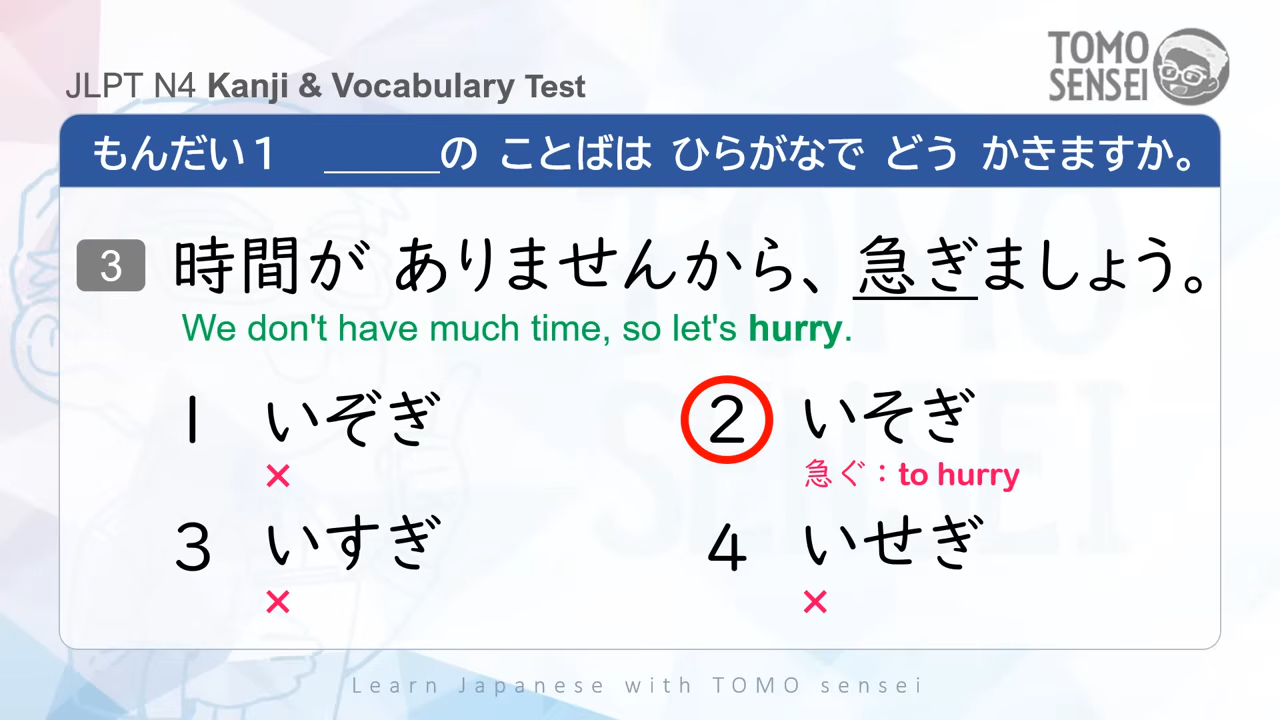 TOMO
SENSEI
JLPT N4 Kanji & Vocabulary Test
もんだい１ ______の ことばは ひらがなで どう かきますか。
3 時間が ありませんから、急ぎましょう。
We don't have much time, so let's hurry.
1 いぞぎ
×
2 いそぎ
急ぐ：to hurry
3 いすぎ
×
4 いせぎ
×
Learn Japanese with TOMO sensei